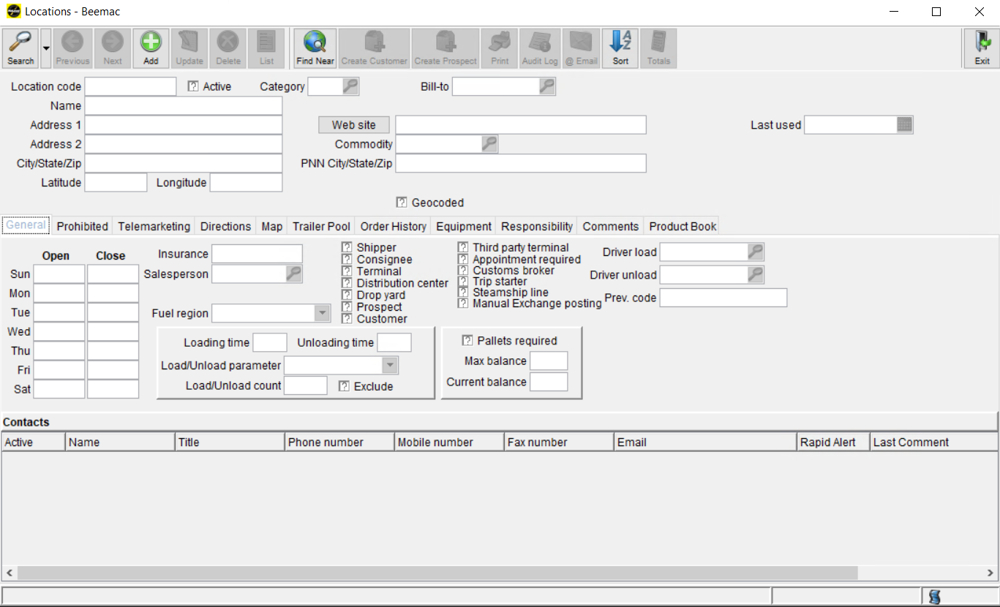 Locations - Beemac
Search Previous Next Add Update Delete List Find Near Create Customer Create Prospect Print Audit Log @ Email Sort Totals Exit
Location code ? Active Category Bill-to
Name
Address 1 Web site Last used
Address 2 Commodity
City/State/Zip PNN City/State/Zip
Latitude Longitude
? Geocoded
General Prohibited Telemarketing Directions Map Trailer Pool Order History Equipment Responsibility Comments Product Book
Open Close
Sun
Mon
Tue
Wed
Thu
Fri
Sat
Insurance
Salesperson
Fuel region
? Shipper
? Consignee
? Terminal
? Distribution center
? Drop yard
? Prospect
? Customer
? Third party terminal
? Appointment required
? Customs broker
? Trip starter
? Steamship line
? Manual Exchange posting
Driver load
Driver unload
Prev. code
Loading time Unloading time
Load/Unload parameter
Load/Unload count ? Exclude
? Pallets required
Max balance
Current balance
Contacts
Active Name Title Phone number Mobile number Fax number Email Rapid Alert Last Comment